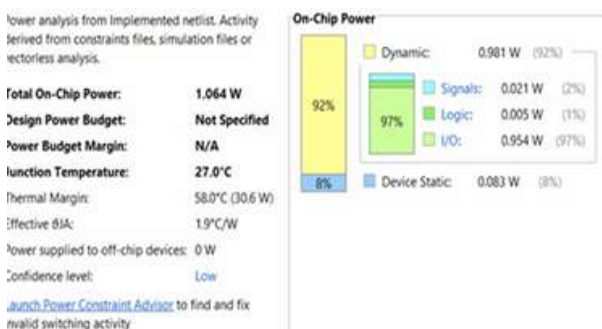 ower analysis from Implemented netlist. Activity
derived from constraints files, simulation files or
vectorless analysis.
Total On-Chip Power: 1.064 W
Design Power Budget: Not Specified
Power Budget Margin: N/A
Junction Temperature: 27.0°C
Thermal Margin: 58.0°C (30.6 W)
Effective ϑJA: 1.9°C/W
Power supplied to off-chip devices: 0 W
Confidence level: Low
Launch Power Constraint Advisor to find and fix
invalid switching activity
On-Chip Power
92%
8%
Dynamic: 0.981 W (92%)
97%
Signals: 0.021 W (2%)
Logic: 0.005 W (1%)
I/O: 0.954 W (97%)
Device Static: 0.083 W (8%)